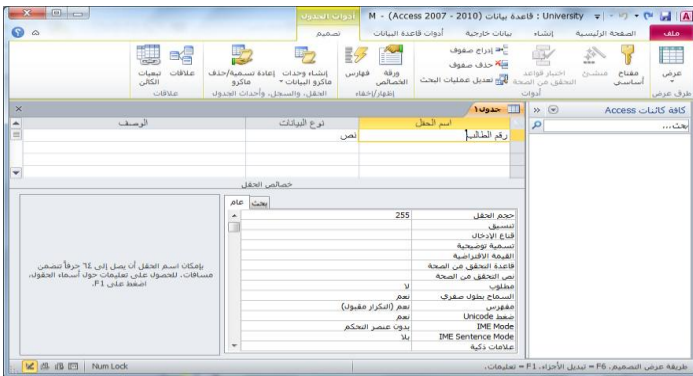 University : قاعدة بيانات (Access 2007 - 2010) - M
أدوات الجدول
ملف
الصفحة الرئيسية
إنشاء
بيانات خارجية
أدوات قاعدة البيانات
تصميم
عرض
مفتاح أساسي
منشئ
اختبار قواعد التحقق من الصحة
إدراج صفوف
حذف صفوف
تعديل عمليات البحث
ورقة الخصائص
فهارس
إنشاء وحدات ماكرو البيانات
إعادة تسمية/حذف ماكرو
علاقات
تبعيات الكائن
طرق عرض
أدوات
إظهار/إخفاء
الحقل، والسجل، وأحداث الجدول
علاقات
كافة كائنات Access
بحث...
جدول١
اسم الحقل
نوع البيانات
الوصف
رقم الطالب
نص
خصائص الحقل
عام
بحث
حجم الحقل 255
تنسيق
قناع الإدخال
تسمية توضيحية
القيمة الافتراضية
قاعدة التحقق من الصحة
نص التحقق من الصحة
مطلوب لا
السماح بطول صفري نعم
مفهرس نعم (التكرار مقبول)
ضغط Unicode نعم
IME Mode بدون عنصر التحكم
IME Sentence Mode بلا
علامات ذكية
بإمكان اسم الحقل أن يصل إلى ٦٤ حرفاً تتضمن
مسافات. للحصول على تعليمات حول أسماء الحقول،
اضغط على F1.
طريقة عرض التصميم. F6 = تبديل الأجزاء. F1 = تعليمات.
Num Lock